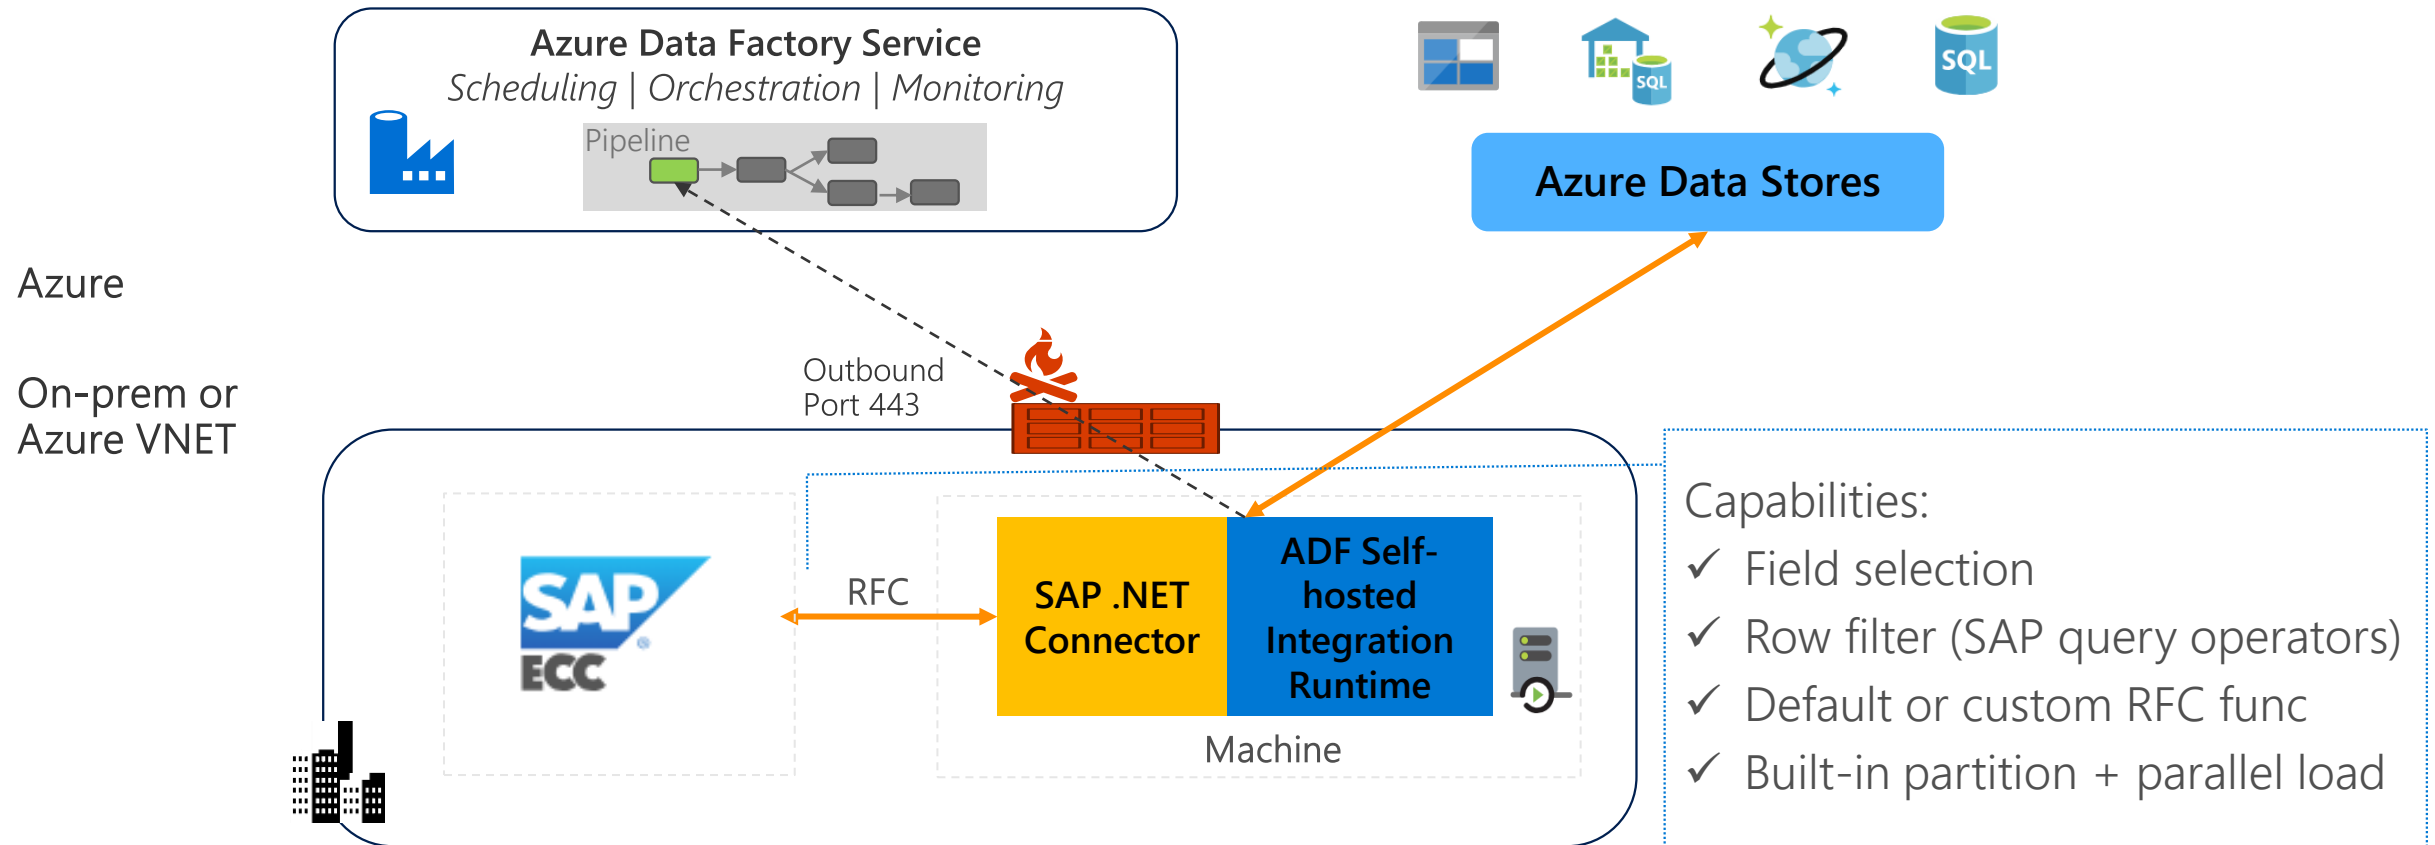 Azure Data Factory Service
Scheduling | Orchestration | Monitoring
Pipeline
SQL
SQL
Azure Data Stores
Azure
On-prem or
Azure VNET
Outbound
Port 443
SAP
®
ECC
RFC
SAP .NET
Connector
ADF Self-
hosted
Integration
Runtime
Machine
Capabilities:
✓ Field selection
✓ Row filter (SAP query operators)
✓ Default or custom RFC func
✓ Built-in partition + parallel load